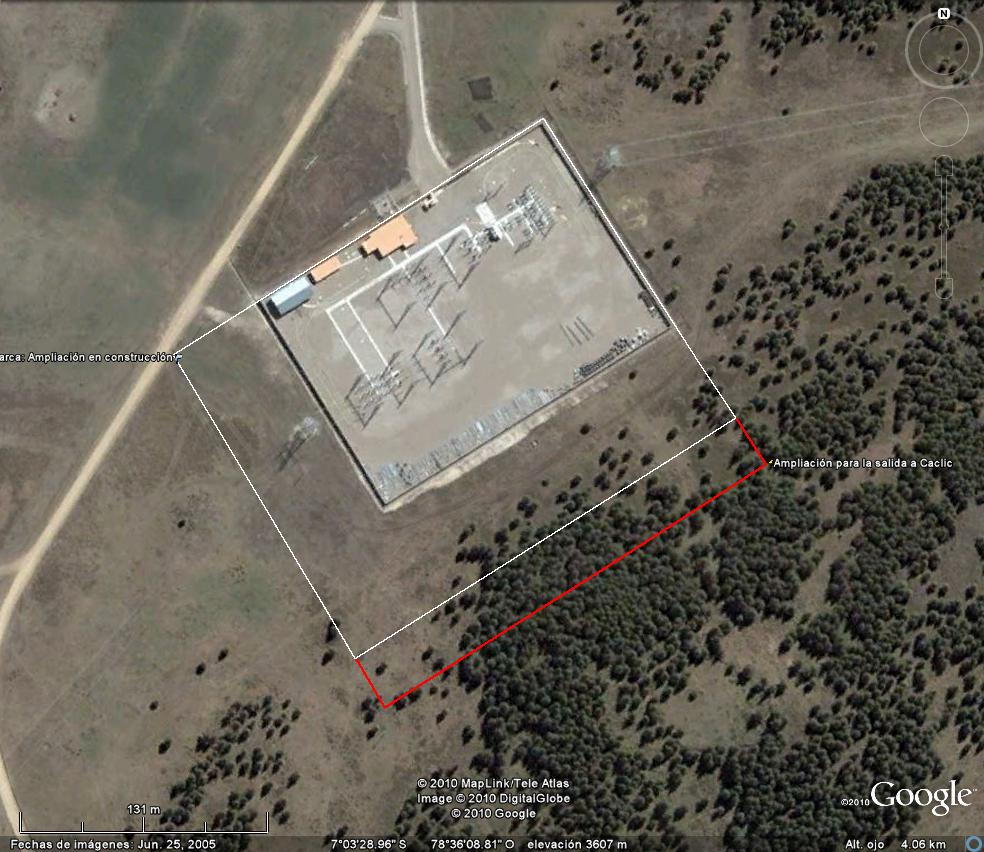 N
arca: Ampliación en construcción
Ampliación para la salida a Caclic
© 2010 MapLink/Tele Atlas
Image © 2010 DigitalGlobe
© 2010 Google
©2010 Google™
131 m
Fechas de imágenes: Jun. 25, 2005 7°03'28.96" S 78°36'08.81" O elevación 3607 m Alt. ojo 4.06 km